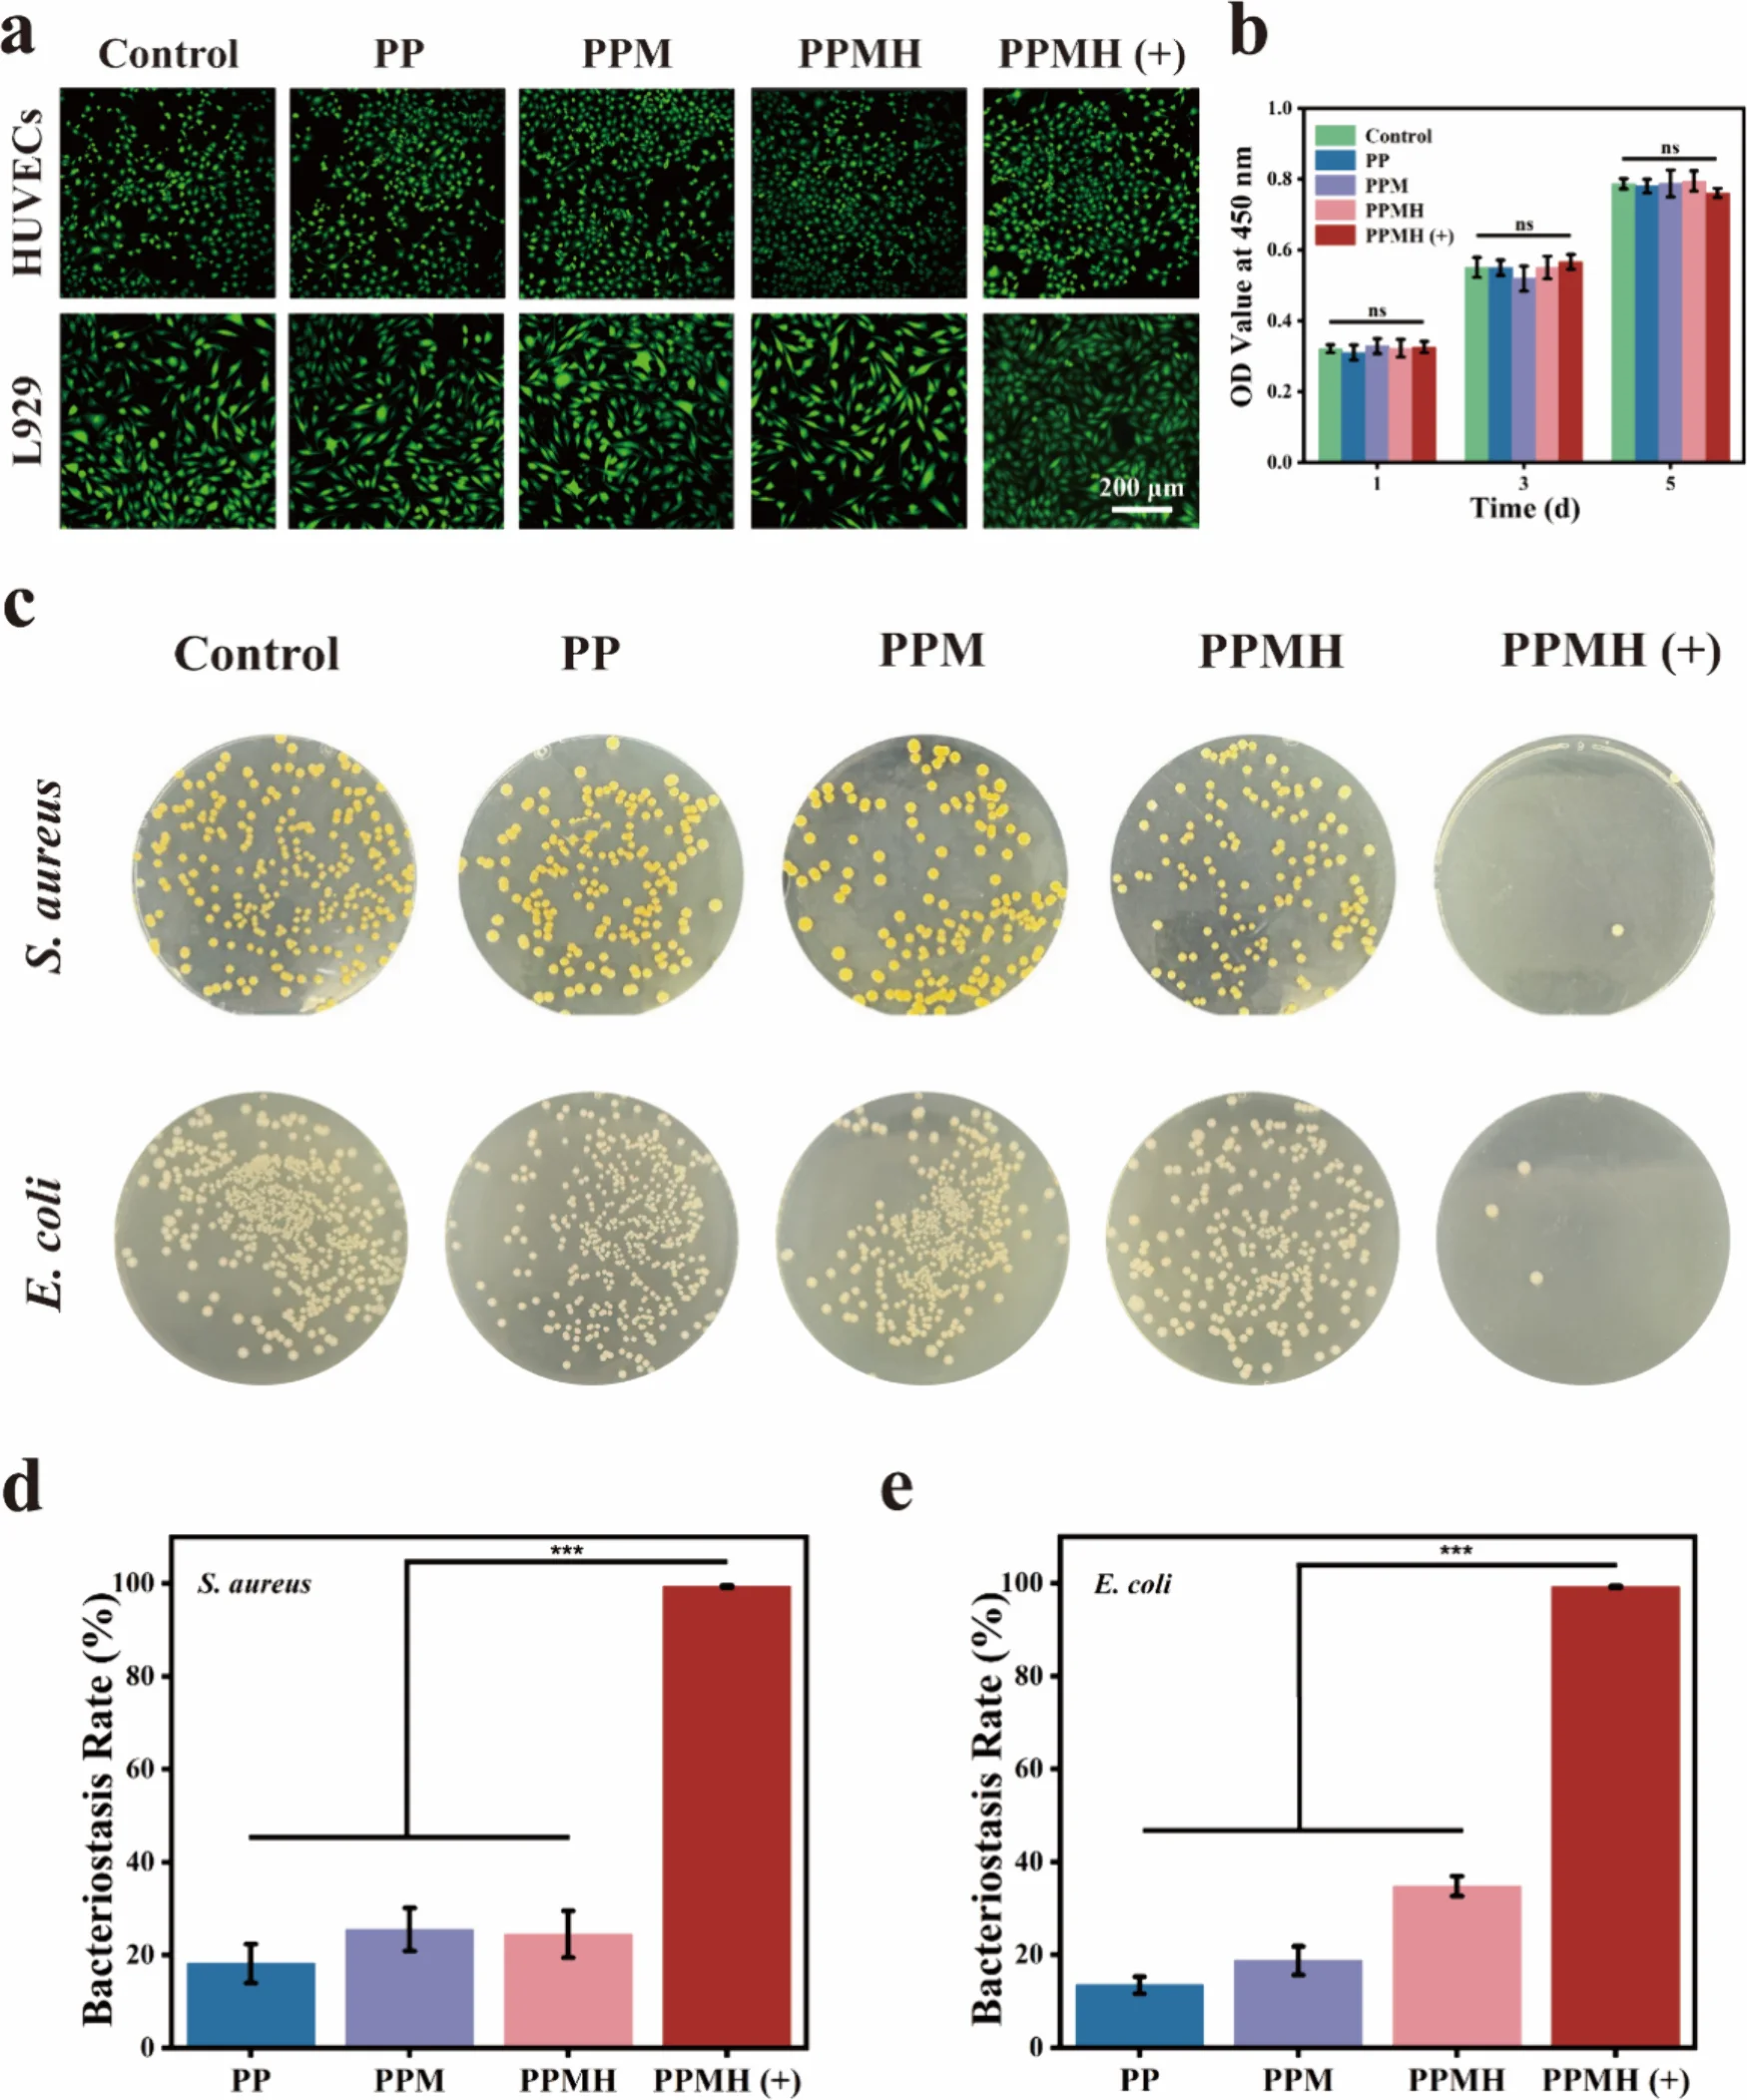 a
Control PP PPM PPMH PPMH (+)
HUVECs
L929
200 μm
b
OD Value at 450 nm
1.0
0.8
0.6
0.4
0.2
0.0
Control
PP
PPM
PPMH
PPMH (+)
ns
ns
ns
1 3 5
Time (d)
c
Control PP PPM PPMH PPMH (+)
S. aureus
E. coli
d
Bacteriostasis Rate (%)
100
80
60
40
20
0
S. aureus
***
PP PPM PPMH PPMH (+)
e
Bacteriostasis Rate (%)
100
80
60
40
20
0
E. coli
***
PP PPM PPMH PPMH (+)